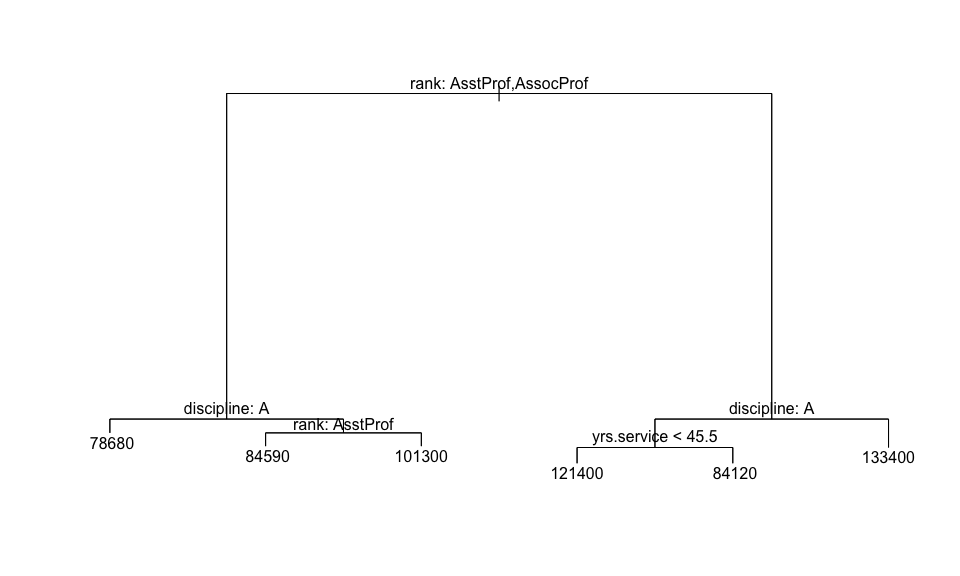 rank: AsstProf,AssocProf
discipline: A
discipline: A
rank: AsstProf
yrs.service < 45.5
78680
84590
101300
121400
84120
133400